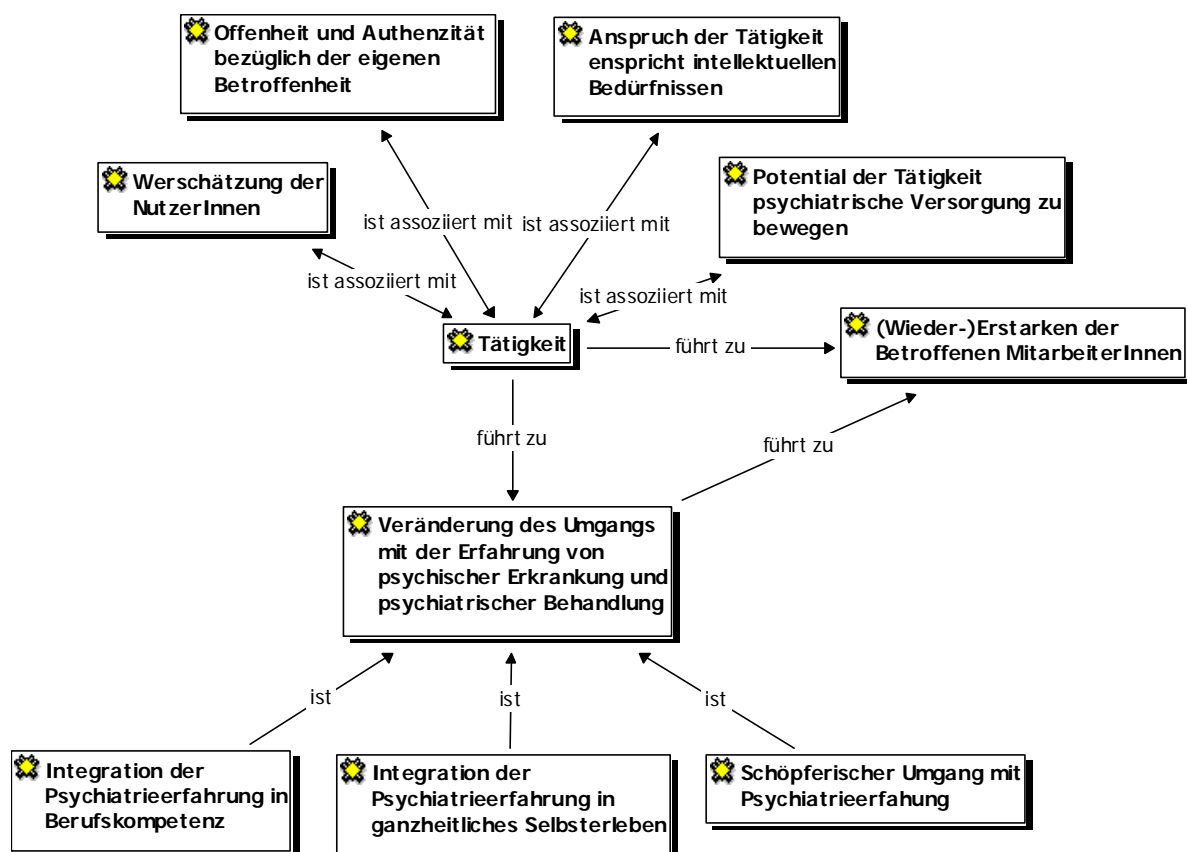 Offenheit und Authenzität
bezüglich der eigenen
Betroffenheit
Anspruch der Tätigkeit
enspricht intellektuellen
Bedürfnissen
Werschätzung der
NutzerInnen
Potential der Tätigkeit
psychiatrische Versorgung zu
bewegen
ist assoziiert mit
ist assoziiert mit
ist assoziiert mit
ist assoziiert mit
Tätigkeit
führt zu
(Wieder-)Erstarken der
Betroffenen MitarbeiterInnen
führt zu
führt zu
Veränderung des Umgangs
mit der Erfahrung von
psychischer Erkrankung und
psychiatrischer Behandlung
ist
ist
ist
Integration der
Psychiatrieerfahrung in
Berufskompetenz
Integration der
Psychiatrieerfahrung in
ganzheitliches Selbsterleben
Schöpferischer Umgang mit
Psychiatrieerfahung